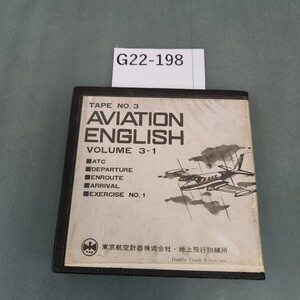 G22-198
TAPE NO. 3
AVIATION
ENGLISH
VOLUME 3-1
■ATC
■DEPARTURE
■ENROUTE
■ARRIVAL
■EXERCISE NO. 1
東京航空計器株式会社・地上飛行訓練所
Double Track